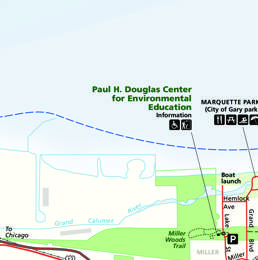 Paul H. Douglas Center
for Environmental
Education
Information
MARQUETTE PARK
(City of Gary park
Boat
launch
Hemlock
Ave
Lake
St
Grand
Blvd
Grand
Calumet
River
To
Chicago
Miller
Woods
Trail
P
MILLER
Miller